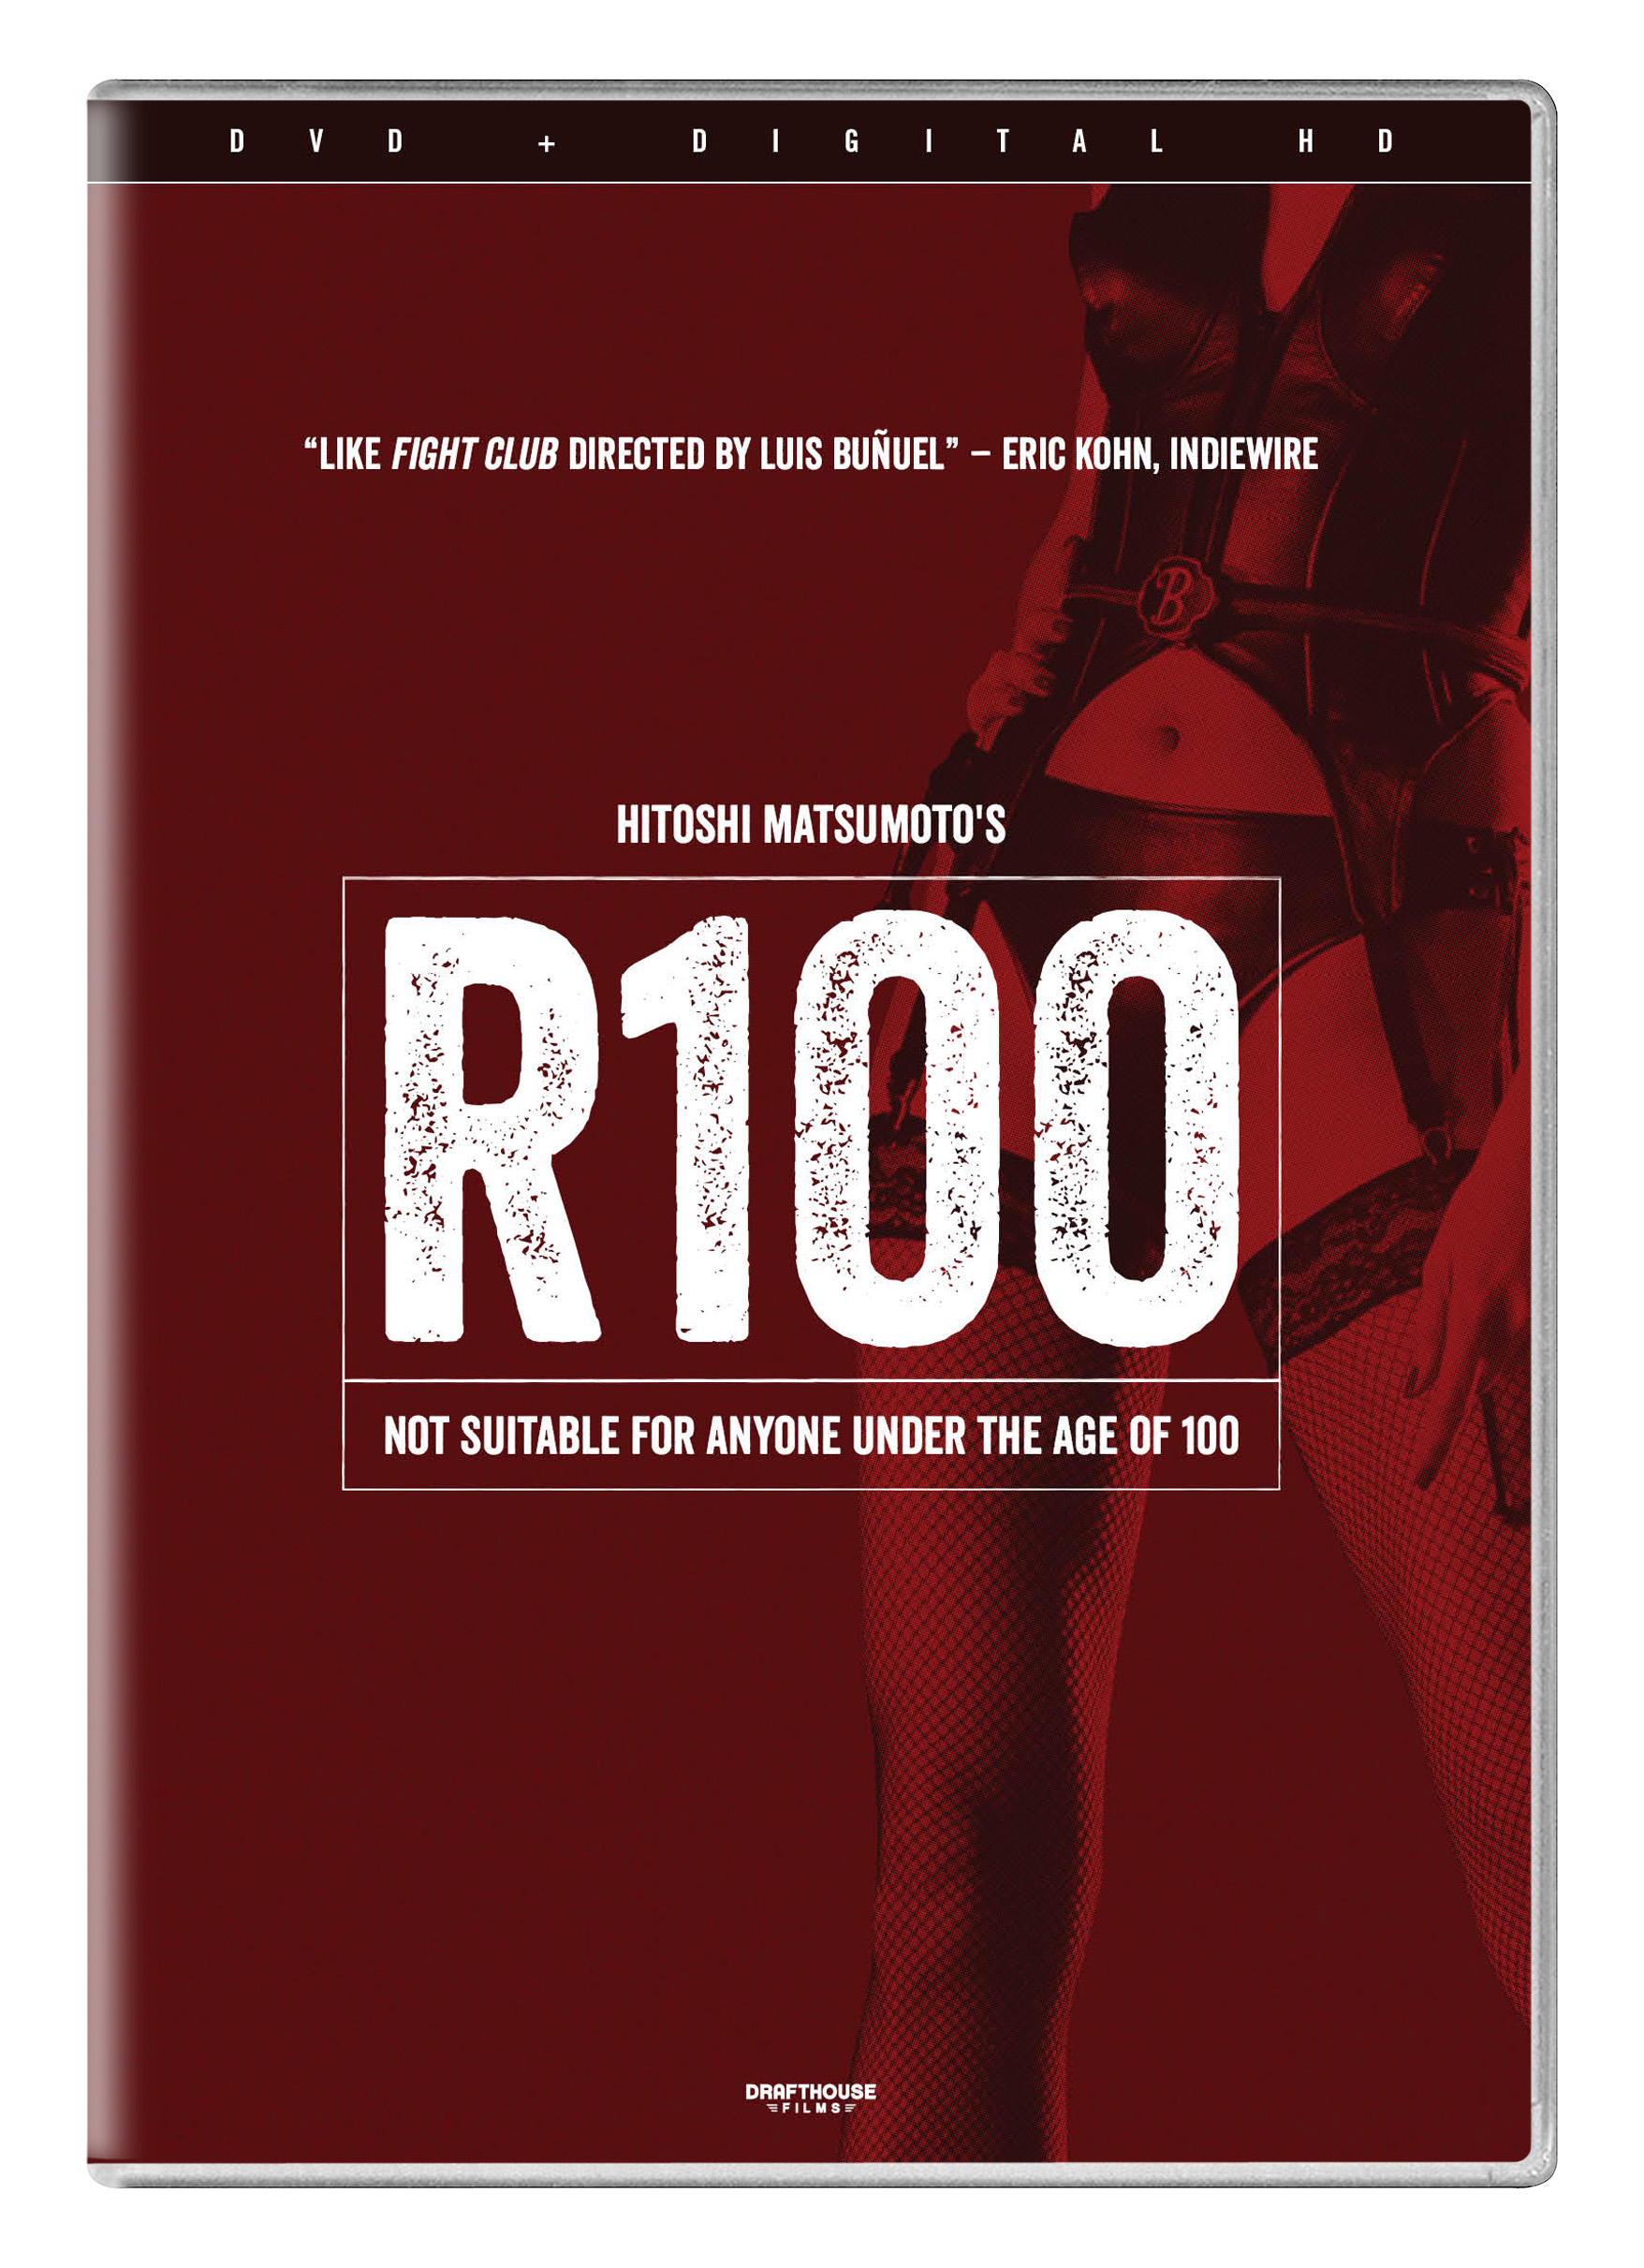 DVD + DIGITAL HD
“LIKE FIGHT CLUB DIRECTED BY LUIS BUÑUEL” – ERIC KOHN, INDIEWIRE
B
HITOSHI MATSUMOTO'S
R100
NOT SUITABLE FOR ANYONE UNDER THE AGE OF 100
DRAFTHOUSE
FILMS